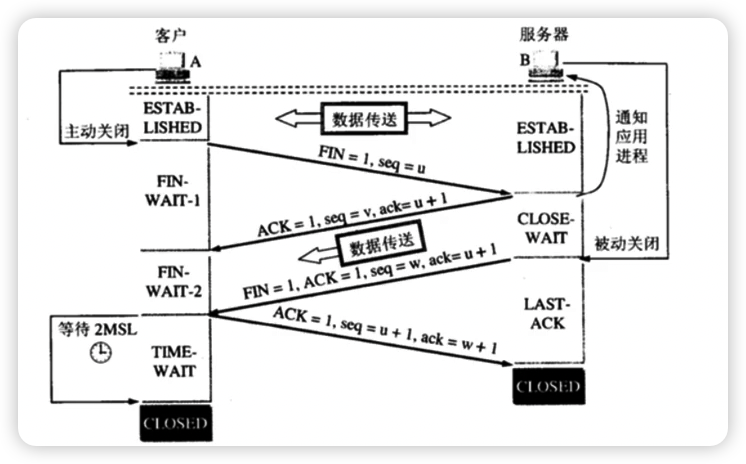 客户
服务器
A
B
ESTAB-
LISHED
主动关闭
数据传送
ESTAB-
LISHED
通知
应用
进程
FIN = 1, seq = u
FIN-
WAIT-1
ACK = 1, seq = v, ack= u + 1
CLOSE-
WAIT
被动关闭
数据传送
FIN = 1, ACK = 1, seq = w, ack= u + 1
FIN-
WAIT-2
LAST-
ACK
等待 2MSL
ACK = 1, seq = u + 1, ack = w + 1
TIME-
WAIT
CLOSED
CLOSED